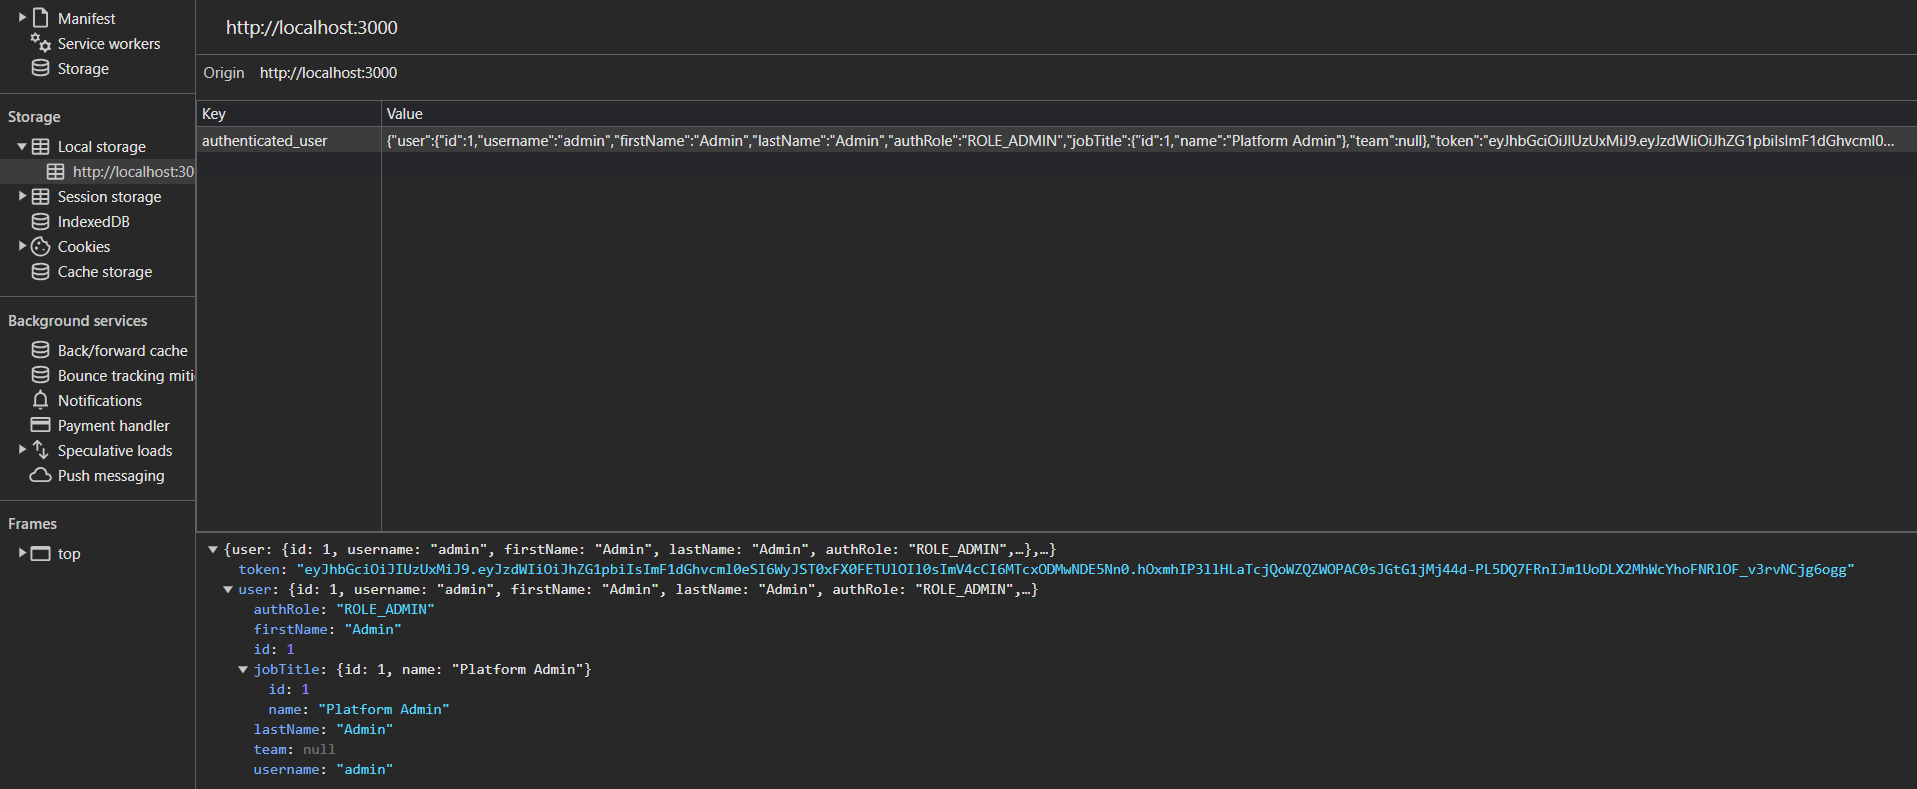 Manifest
Service workers
Storage
Storage
Local storage
http://localhost:30
Session storage
IndexedDB
Cookies
Cache storage
Background services
Back/forward cache
Bounce tracking miti
Notifications
Payment handler
Speculative loads
Push messaging
Frames
top
http://localhost:3000
Origin http://localhost:3000
Key Value
authenticated_user {"user":{"id":1,"username":"admin","firstName":"Admin","lastName":"Admin","authRole":"ROLE_ADMIN","jobTitle":{"id":1,"name":"Platform Admin"},"team":null},"token":"eyJhbGciOiJIUzUxMiJ9.eyJzdWIiOiJhZG1pbiIsImF1dGhvcml0...
{user: {id: 1, username: "admin", firstName: "Admin", lastName: "Admin", authRole: "ROLE_ADMIN",…},…}
token: "eyJhbGciOiJIUzUxMiJ9.eyJzdWIiOiJhZG1pbiIsImF1dGhvcml0eSI6WyJST0xFX0FETUlOIl0sImV4cCI6MTcxODMwNDE5Nn0.hOxmhIP3llHLaTcjQoWZQZWOPAC0sJGtG1jMj44d-PL5DQ7FRnIJm1UoDLX2MhWcYhoFNRlOF_v3rvNCjg6ogg"
user: {id: 1, username: "admin", firstName: "Admin", lastName: "Admin", authRole: "ROLE_ADMIN",…}
authRole: "ROLE_ADMIN"
firstName: "Admin"
id: 1
jobTitle: {id: 1, name: "Platform Admin"}
id: 1
name: "Platform Admin"
lastName: "Admin"
team: null
username: "admin"